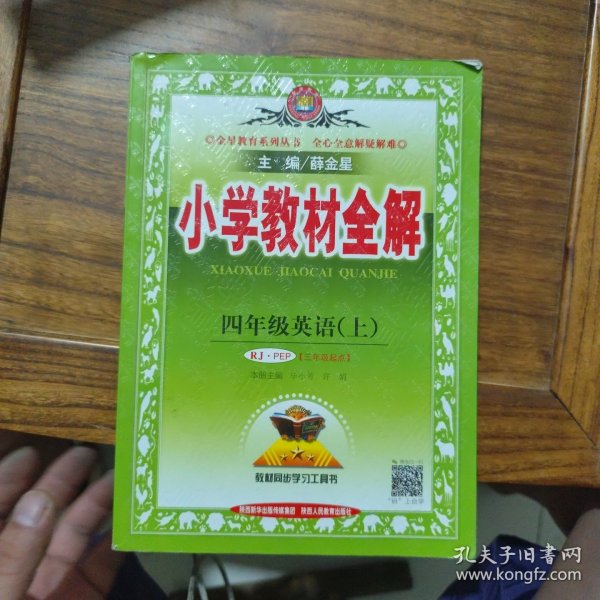 ◎金星教育系列丛书 全心全意解疑解难◎
主 编/薛金星
小学教材全解
XIAOXUE JIAOCAI QUANJIE
四年级英语(上)
RJ·PEP【三年级起点】
本册主编
教材同步学习工具书
陕西新华出版传媒集团 陕西人民教育出版社
孔夫子旧书网
www.kongfz.com